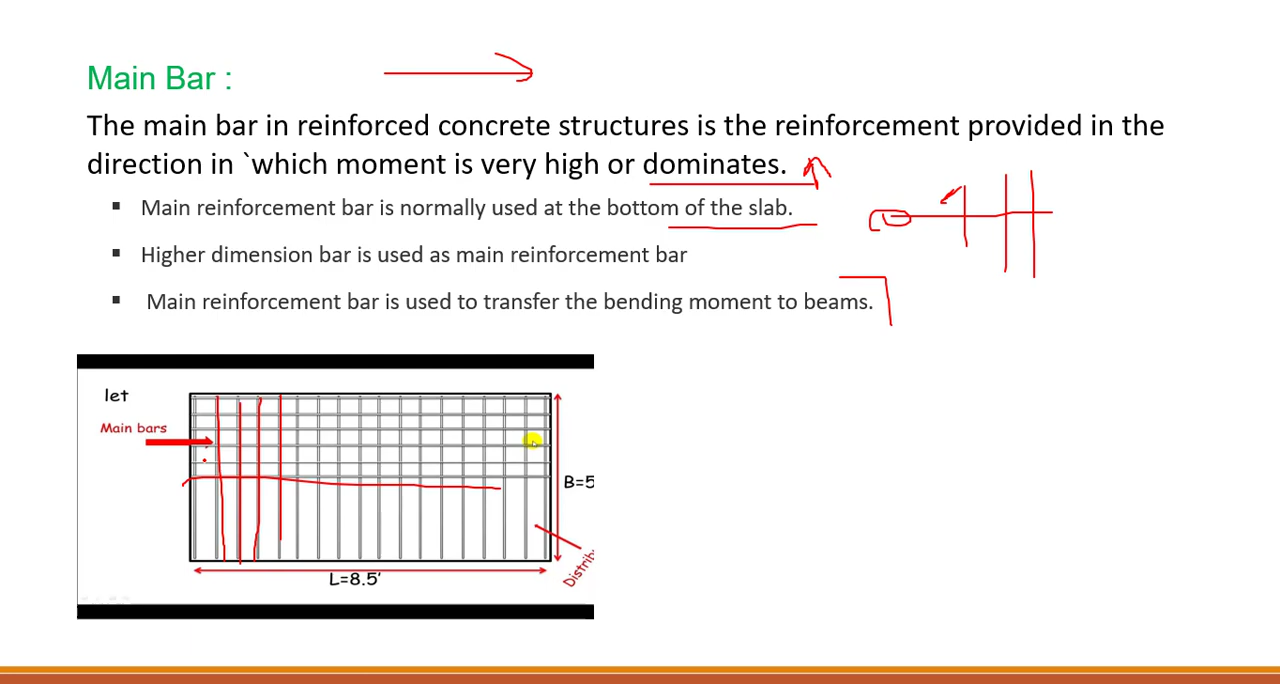 Main Bar :
The main bar in reinforced concrete structures is the reinforcement provided in the
direction in `which moment is very high or dominates.
▪ Main reinforcement bar is normally used at the bottom of the slab.
▪ Higher dimension bar is used as main reinforcement bar
▪ Main reinforcement bar is used to transfer the bending moment to beams.
let
Main bars
B=5
L=8.5'
Distrib